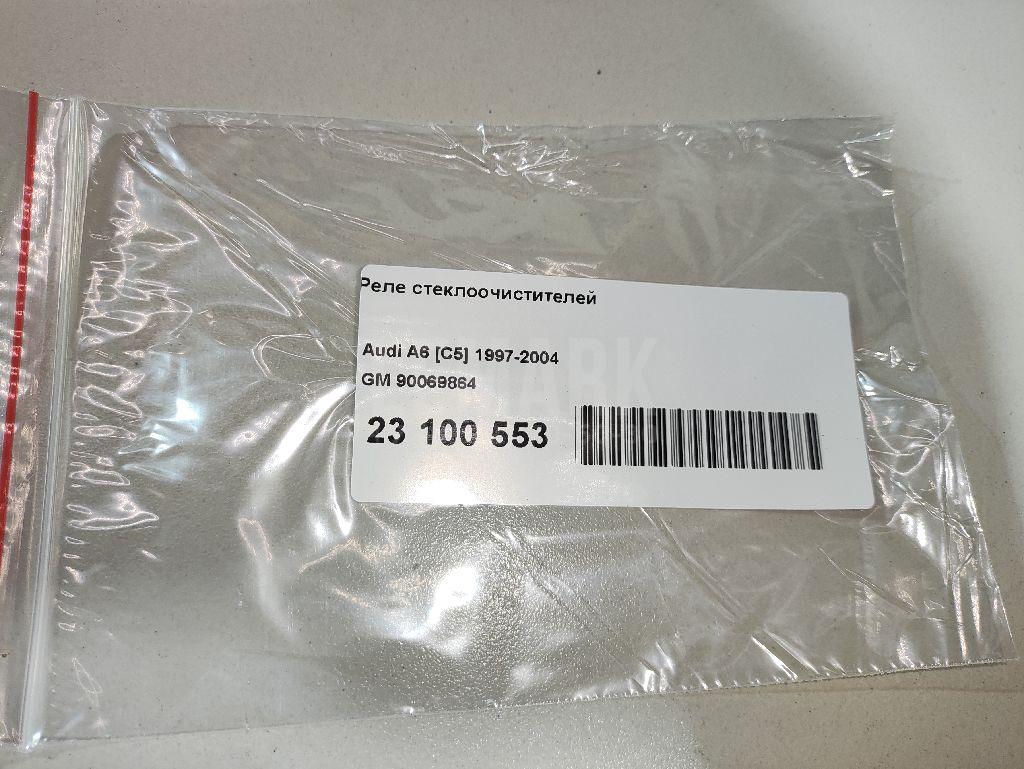 Реле стеклоочистителей
Audi A6 [C5] 1997-2004
GM 90069864
23 100 553